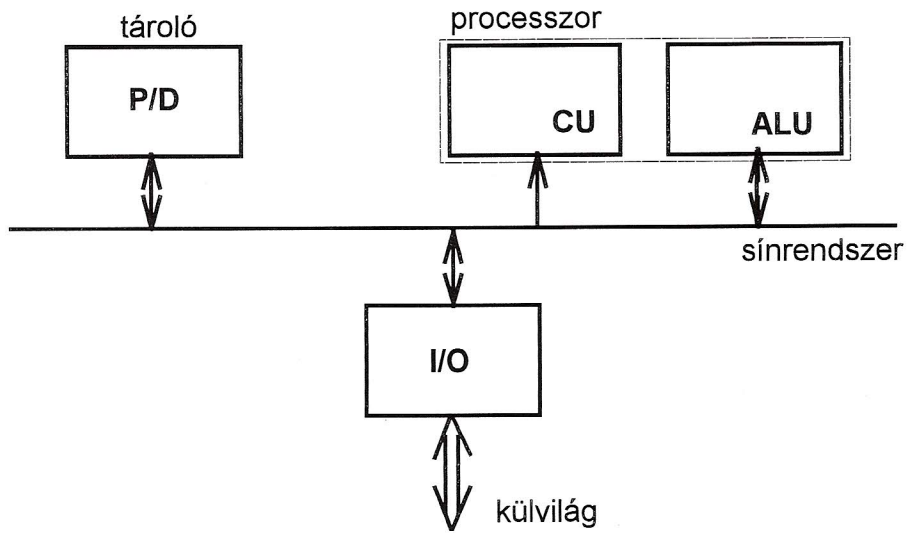 tároló
processzor
P/D
CU
ALU
sínrendszer
I/O
külvilág